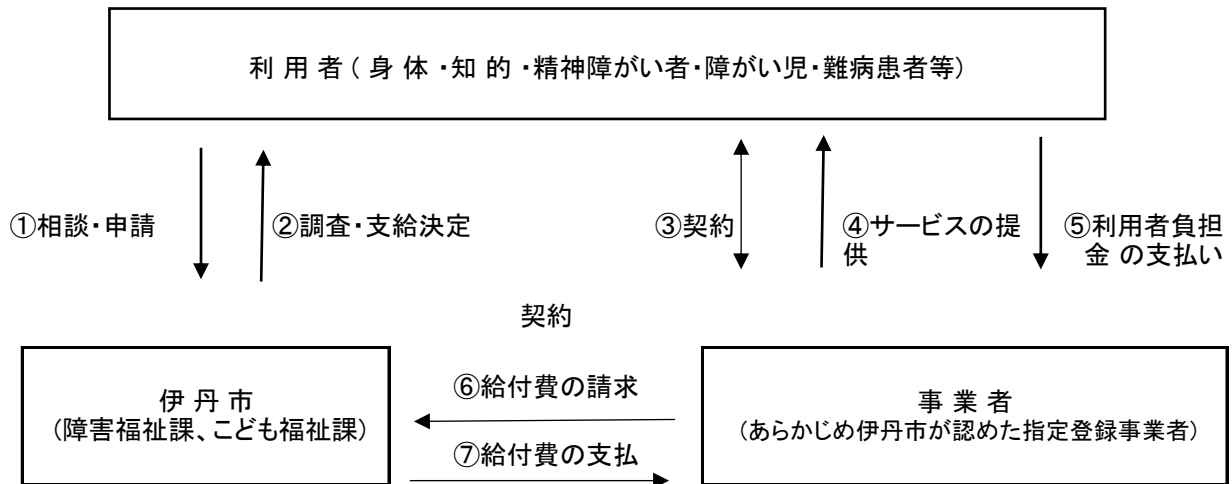 利 用 者 ( 身 体 ・知 的 ・精神障がい者・障がい児・難病患者等)
①相談・申請
②調査・支給決定
③契約
④サービスの提
供
⑤利用者負担
金 の支払い
契約
伊 丹 市
(障害福祉課、こども福祉課)
⑥給付費の請求
⑦給付費の支払
事 業 者
(あらかじめ伊丹市が認めた指定登録事業者)